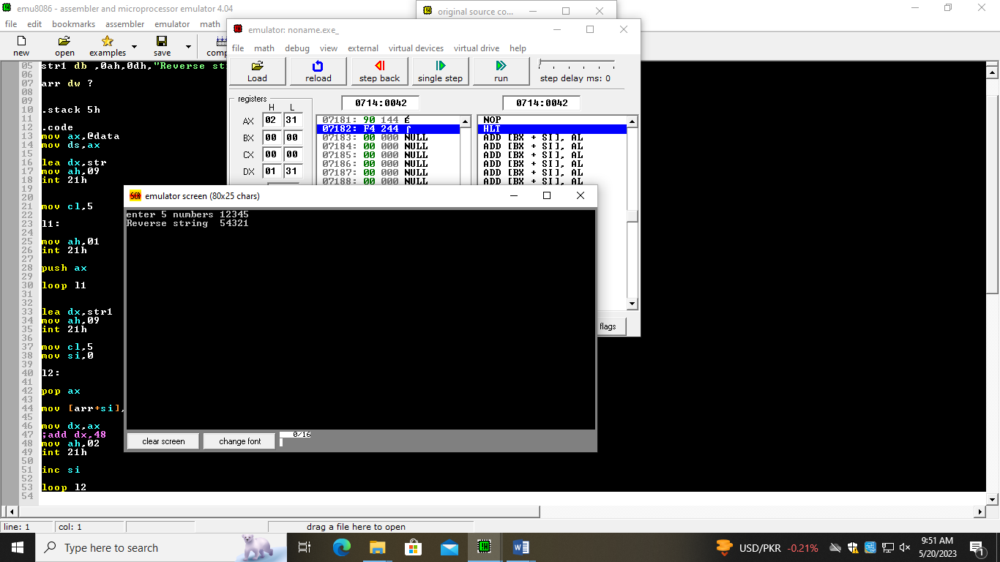 emu8086 - assembler and microprocessor emulator 4.04
original source co...
file edit bookmarks assembler emulator math
emulator: noname.exe_
file math debug view external virtual devices virtual drive help
new open examples save comp
Load reload step back single step run step delay ms: 0
registers
H L
0714:0042 0714:0042
AX 02 31
BX 00 00
CX 00 00
DX 01 31
07181: 90 144 É NOP
07182: F4 244 ⌠ HLT
07183: 00 000 NULL ADD [BX + SI], AL
07184: 00 000 NULL ADD [BX + SI], AL
07185: 00 000 NULL ADD [BX + SI], AL
07186: 00 000 NULL ADD [BX + SI], AL
07187: 00 000 NULL ADD [BX + SI], AL
07188: 00 000 NULL ADD [BX + SI], AL
flags
05 str1 db ,0ah,0dh,"Reverse str
06
07 arr dw ?
08
09
10 .stack 5h
11
12 .code
13 mov ax,@data
14 mov ds,ax
15
16 lea dx,str
17 mov ah,09
18 int 21h
19
20
21 mov cl,5
22
23 l1:
24
25 mov ah,01
26 int 21h
27
28 push ax
29
30 loop l1
31
32
33 lea dx,str1
34 mov ah,09
35 int 21h
36
37 mov cl,5
38 mov si,0
39
40 l2:
41
42 pop ax
43
44 mov [arr+si],
45
46 mov dx,ax
47 ;add dx,48
48 mov ah,02
49 int 21h
50
51 inc si
52
53 loop l2
54
emulator screen (80x25 chars)
enter 5 numbers 12345
Reverse string  54321
clear screen change font 0/16
line: 1 col: 1 drag a file here to open
Type here to search
USD/PKR -0.21%
9:51 AM
5/20/2023
1